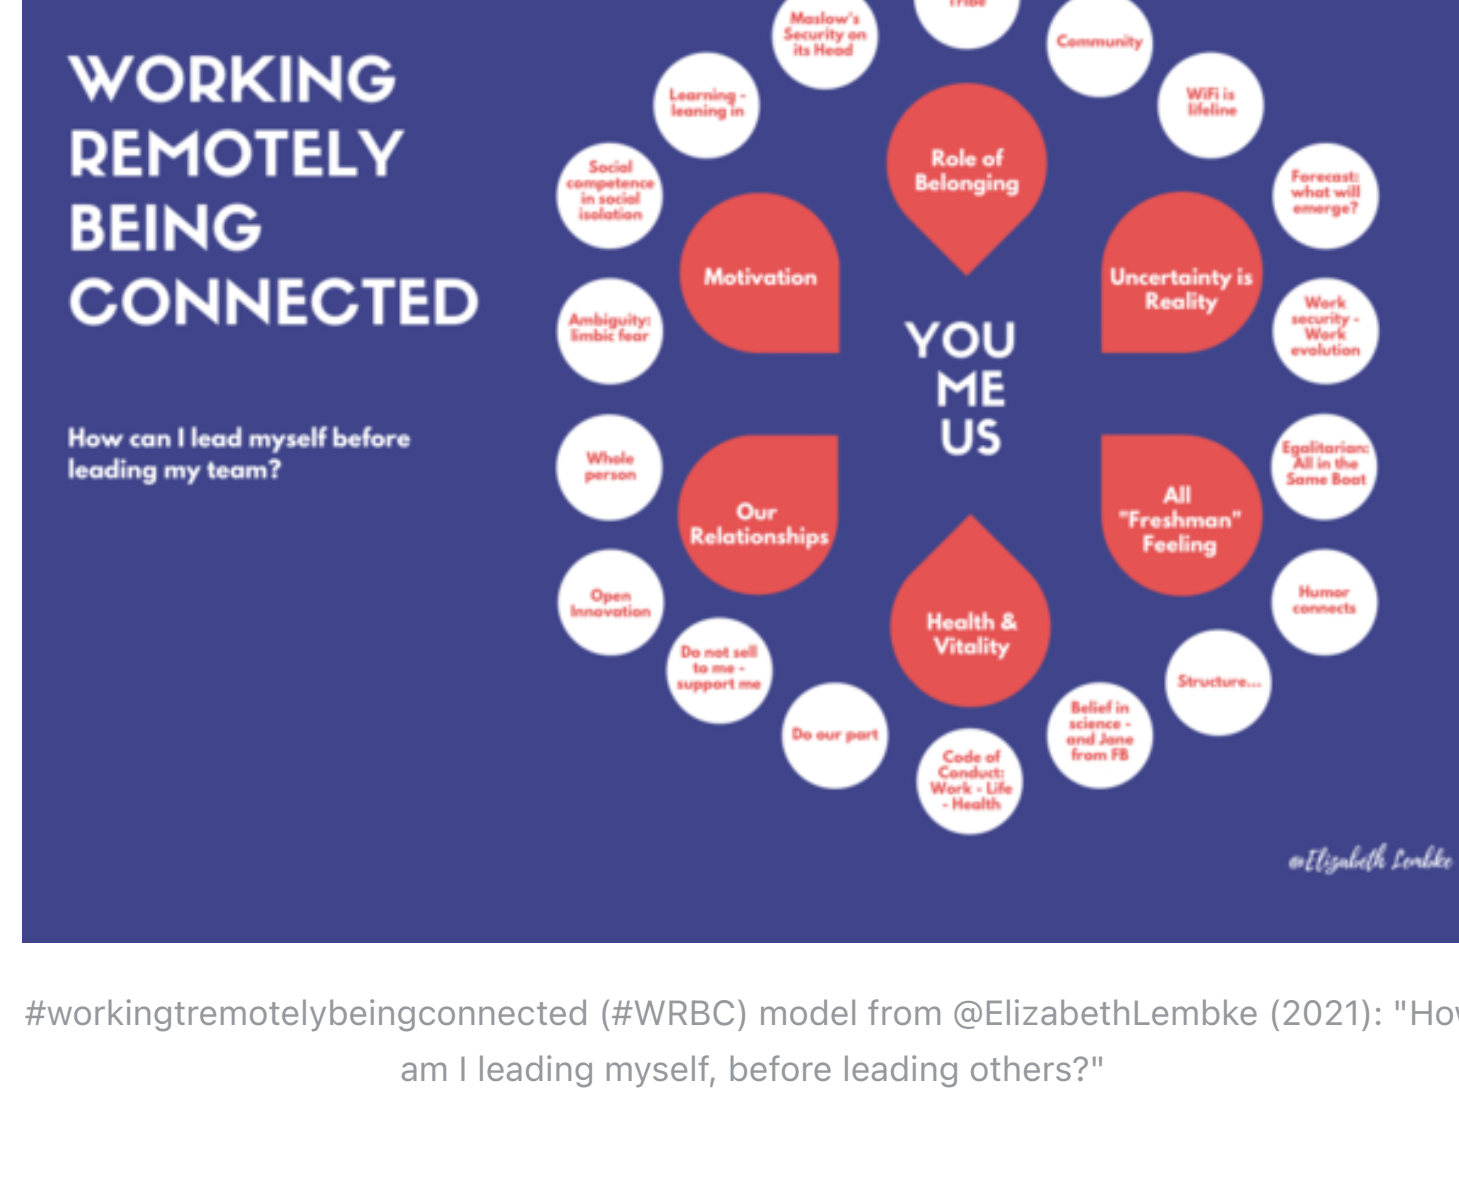 WORKING
REMOTELY
BEING
CONNECTED
How can I lead myself before
leading my team?
Tribe
Maslow's
Security on
its Head
Community
Learning -
leaning in
WiFi is
lifeline
Social
competence
in social
isolation
Forecast:
what will
emerge?
Ambiguity:
limbic fear
Work
security -
Work
evolution
Whole
person
Egalitarian:
All in the
Same Boat
Open
Innovation
Humor
connects
Do not sell
to me -
support me
Structure...
Do our part
Belief in
science -
and Jane
from FB
Code of
Conduct:
Work - Life
- Health
Role of
Belonging
Motivation
Uncertainty is
Reality
YOU
ME
US
Our
Relationships
All
"Freshman"
Feeling
Health &
Vitality
@Elizabeth Lembke
#workingtremotelybeingconnected (#WRBC) model from @ElizabethLembke (2021): "How
am I leading myself, before leading others?"